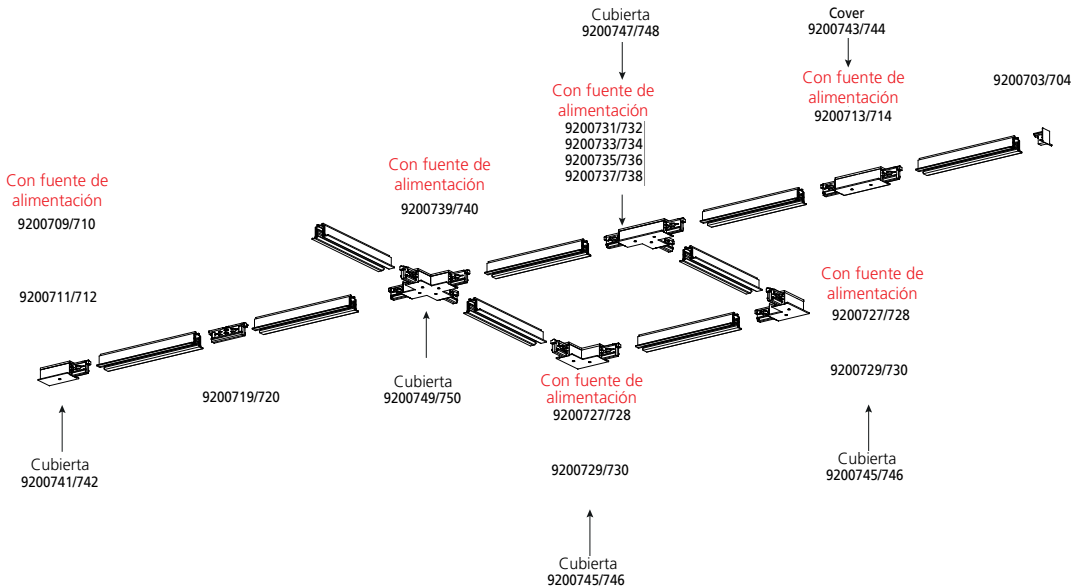 Cubierta
9200747/748
Cover
9200743/744
Con fuente de
alimentación
9200731/732
9200733/734
9200735/736
9200737/738
Con fuente de
alimentación
9200713/714
9200703/704
Con fuente de
alimentación
9200709/710
9200711/712
Con fuente de
alimentación
9200739/740
Con fuente de
alimentación
9200727/728
9200729/730
9200719/720
Cubierta
9200749/750
Con fuente de
alimentación
9200727/728
9200729/730
Cubierta
9200741/742
Cubierta
9200745/746
Cubierta
9200745/746